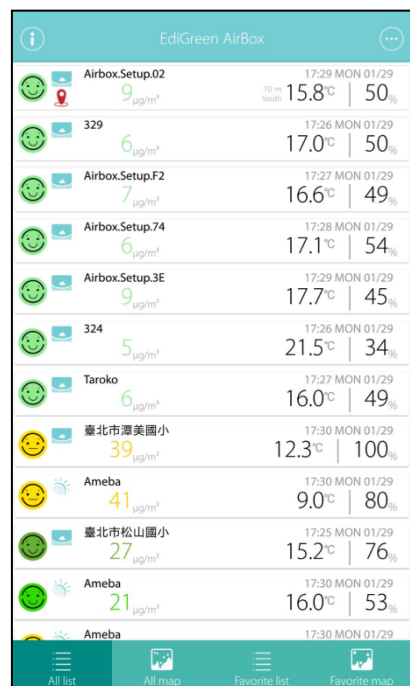 EdiGreen AirBox
Airbox.Setup.02 17:29 MON 01/29
9 μg/m³ 70 m South 15.8℃ | 50%
329 17:26 MON 01/29
6 μg/m³ 17.0℃ | 50%
Airbox.Setup.F2 17:27 MON 01/29
7 μg/m³ 16.6℃ | 49%
Airbox.Setup.74 17:28 MON 01/29
6 μg/m³ 17.1℃ | 54%
Airbox.Setup.3E 17:29 MON 01/29
9 μg/m³ 17.7℃ | 45%
324 17:26 MON 01/29
5 μg/m³ 21.5℃ | 34%
Taroko 17:27 MON 01/29
6 μg/m³ 16.0℃ | 49%
臺北市潭美國小 17:30 MON 01/29
39 μg/m³ 12.3℃ | 100%
Ameba 17:30 MON 01/29
41 μg/m³ 9.0℃ | 80%
臺北市松山國小 17:25 MON 01/29
27 μg/m³ 15.2℃ | 76%
Ameba 17:30 MON 01/29
21 μg/m³ 16.0℃ | 53%
Ameba 17:30 MON 01/29
All list All map Favorite list Favorite map